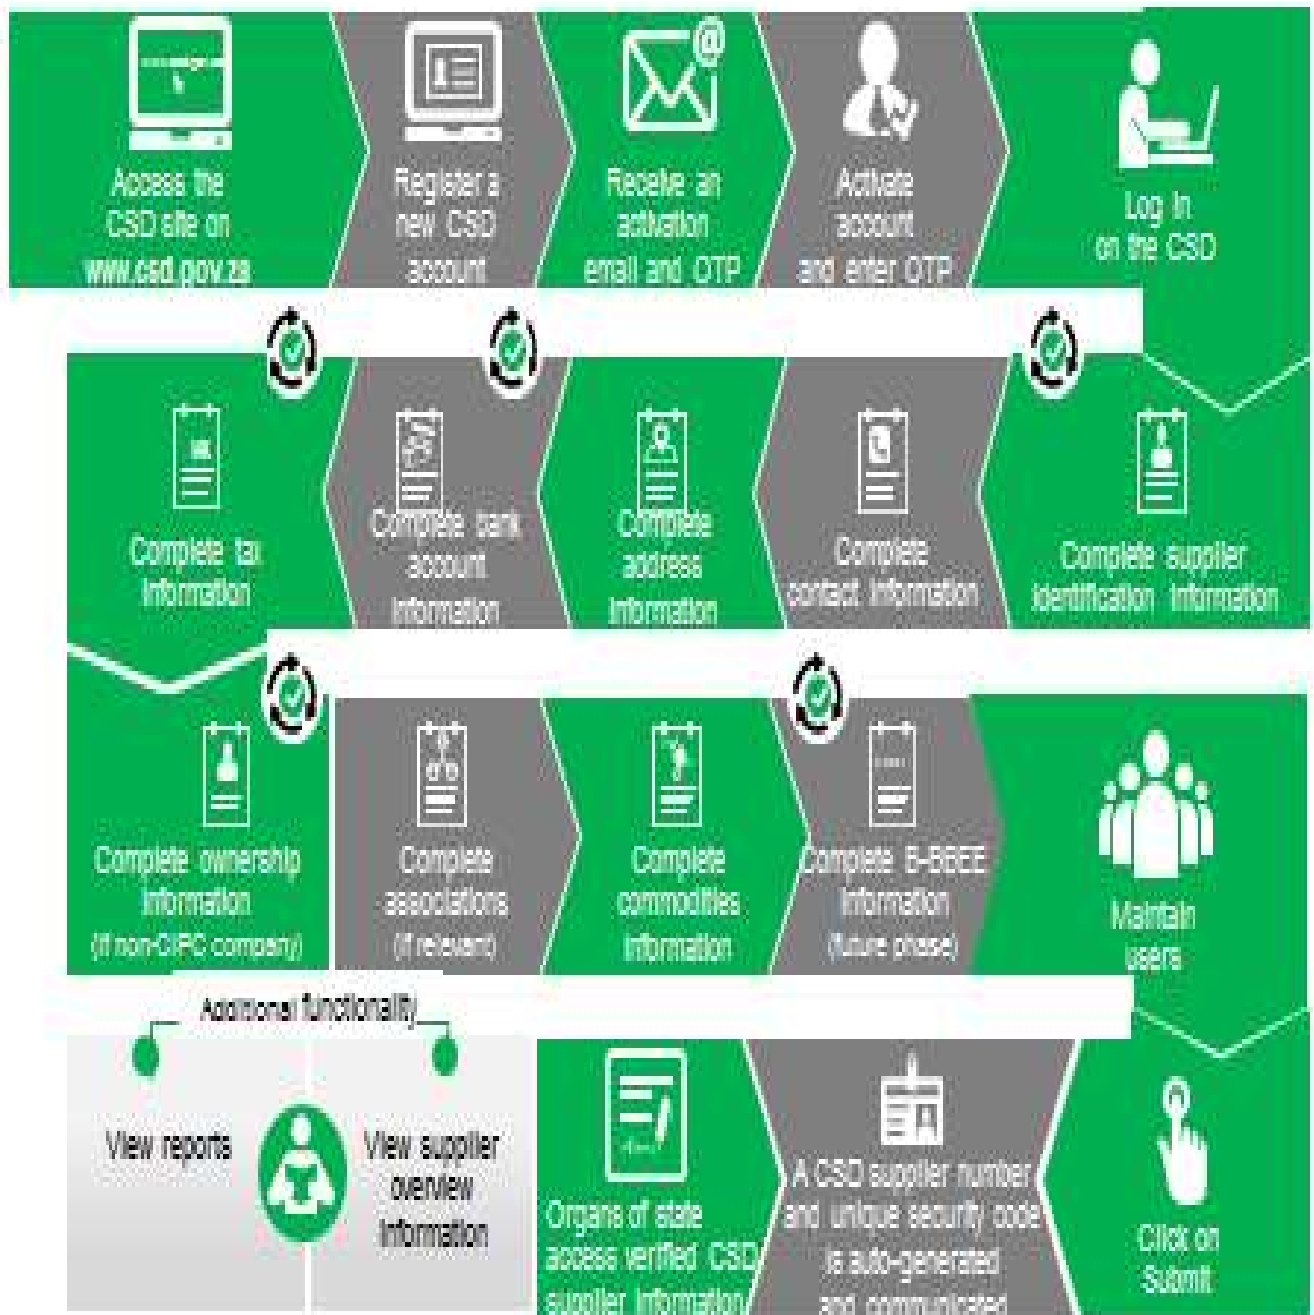 Access the
CSD site on
www.csd.gov.za
Register a
new CSD
account
Receive an
activation
email and OTP
Activate
account
and enter OTP
Log in
on the CSD
Complete supplier
identification information
Complete
contact information
Complete
address
information
Complete bank
account
information
Complete tax
information
Complete ownership
information
(if non-CIPC company)
Complete
associations
(if relevant)
Complete
commodities
information
Complete B-BBEE
information
(future phase)
Maintain
users
Click on
Submit
A CSD supplier number
and unique security code
is auto-generated
and communicated
Organs of state
access verified CSD
supplier information
Additional functionality
View reports
View supplier
overview
information